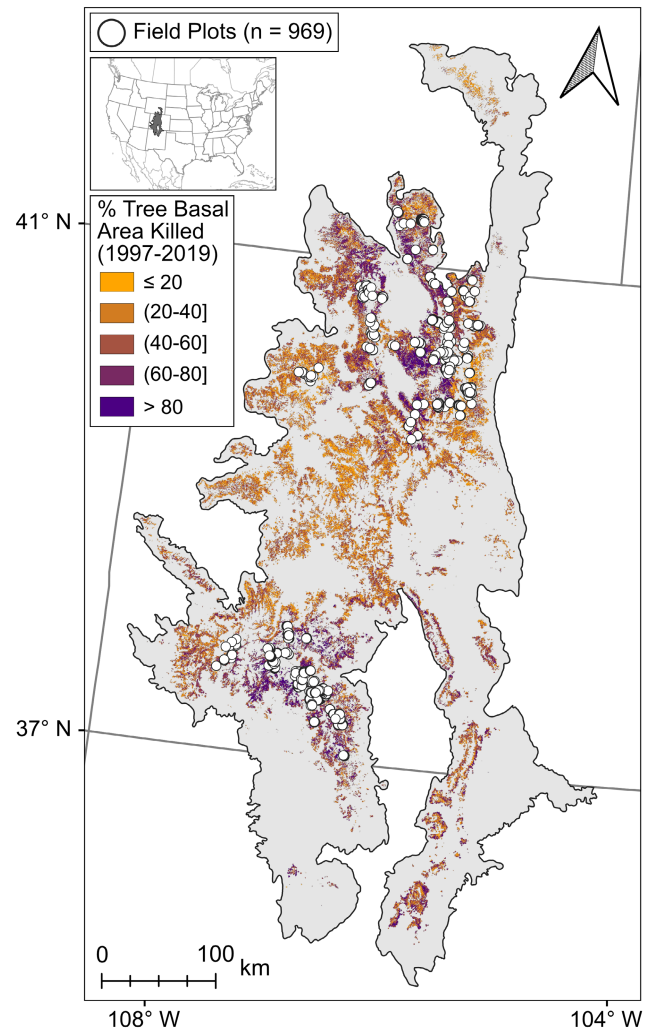 Field Plots (n = 969)
41° N
% Tree Basal
Area Killed
(1997-2019)
≤ 20
(20-40]
(40-60]
(60-80]
> 80
37° N
0 100
km
108° W
104° W